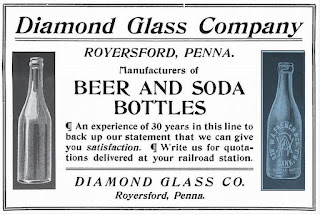 Diamond Glass Company
ROYERSFORD, PENNA.
Manufacturers of
BEER AND SODA
BOTTLES
¶ An experience of 30 years in this line to
back up our statement that we can give
you satisfaction. ¶ Write us for quota-
tions delivered at your railroad station.
DIAMOND GLASS CO.
Royersford, Penna.